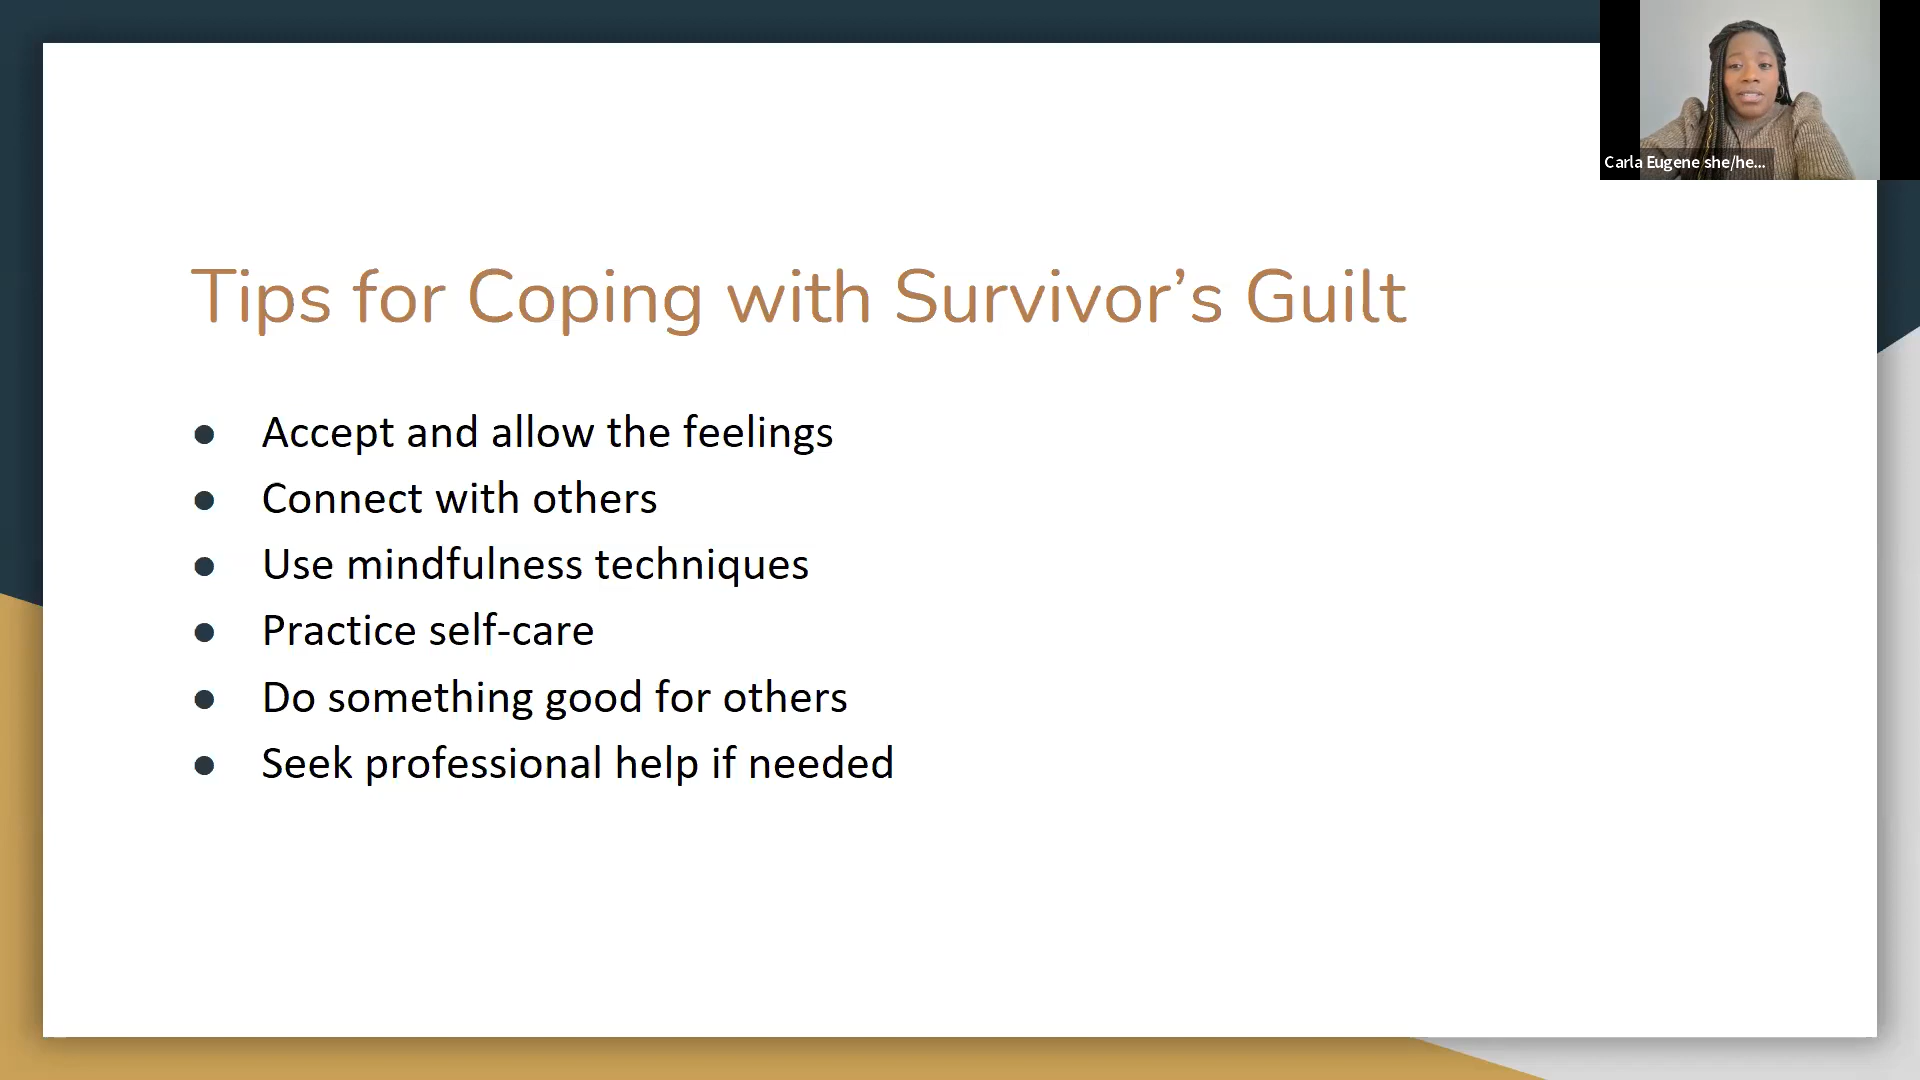 Carla Eugene she/he...
Tips for Coping with Survivor’s Guilt
● Accept and allow the feelings
● Connect with others
● Use mindfulness techniques
● Practice self-care
● Do something good for others
● Seek professional help if needed